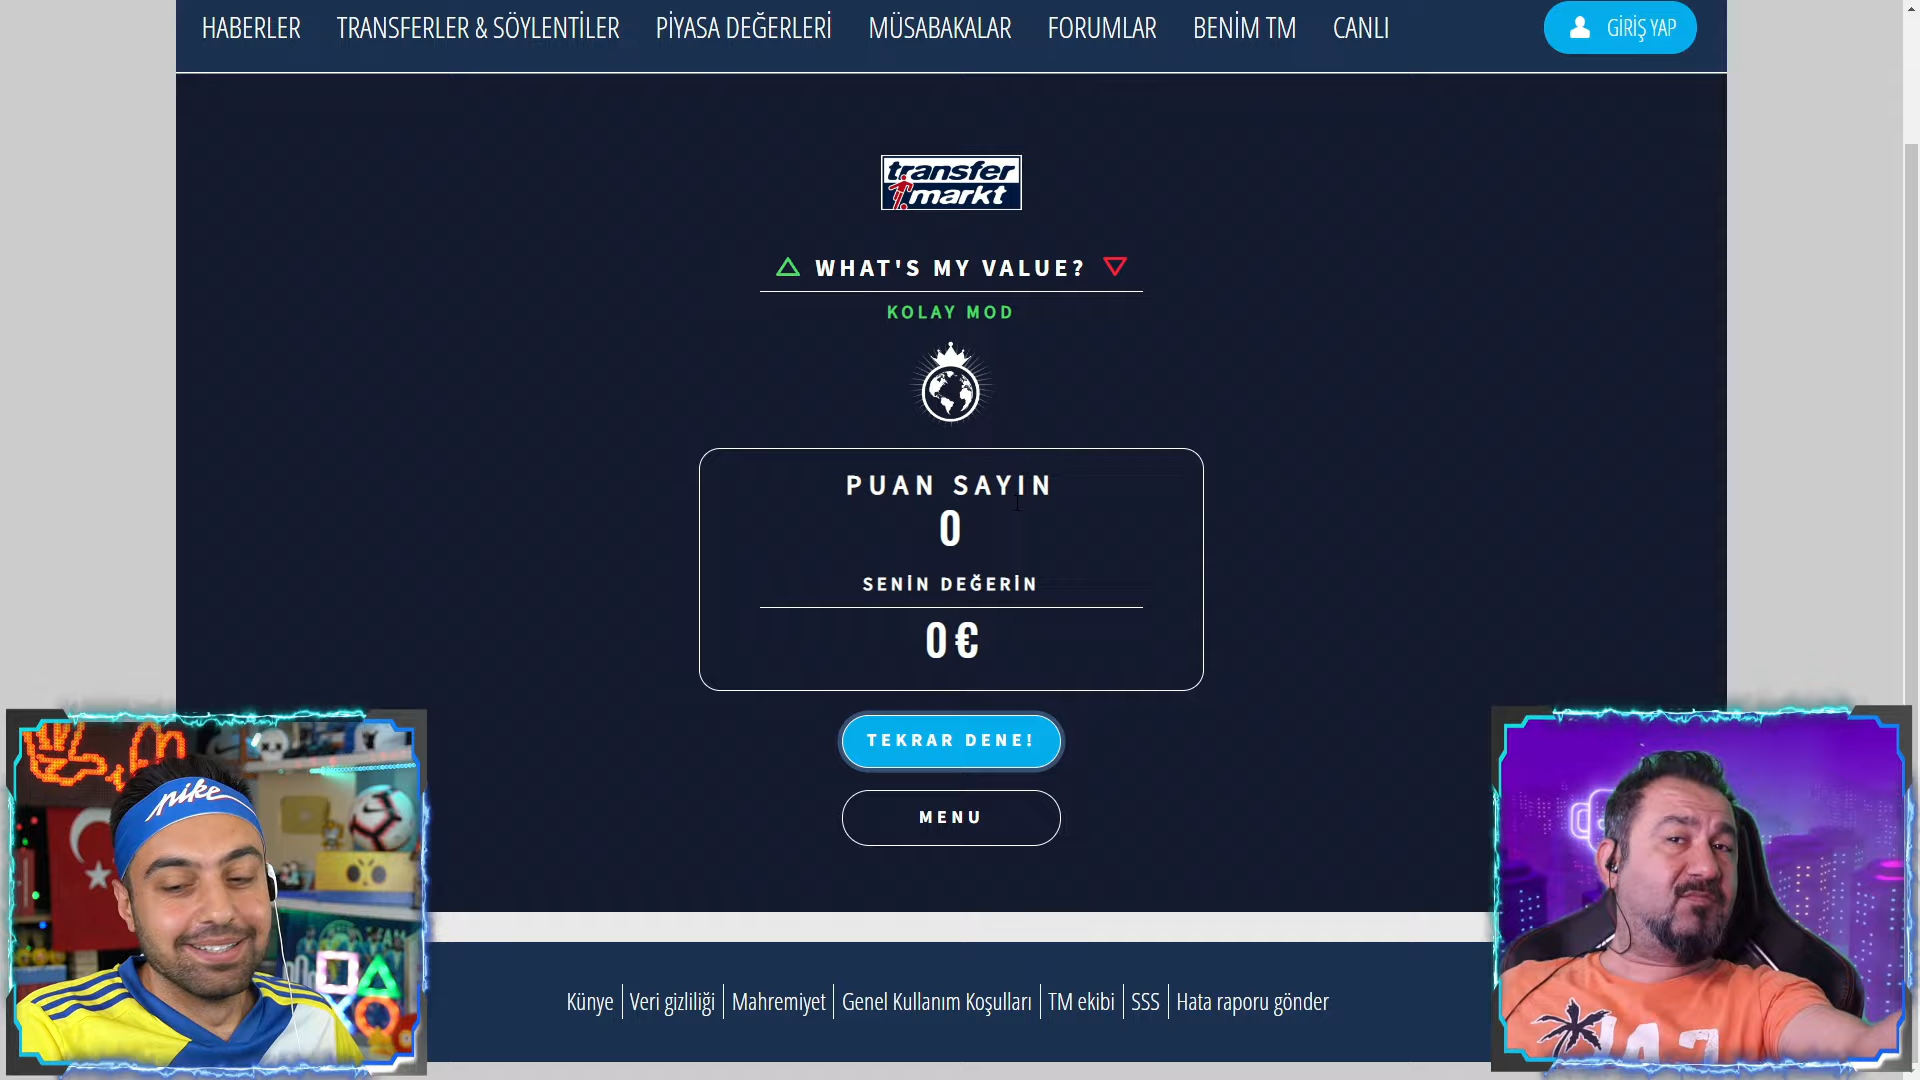 HABERLER TRANSFERLER & SÖYLENTİLER PİYASA DEĞERLERİ MÜSABAKALAR FORUMLAR BENİM TM CANLI GİRİŞ YAP
transfer
markt
WHAT'S MY VALUE?
KOLAY MOD
PUAN SAYIN
0
SENİN DEĞERİN
0 €
TEKRAR DENE!
MENU
Künye Veri gizliliği Mahremiyet Genel Kullanım Koşulları TM ekibi SSS Hata raporu gönder